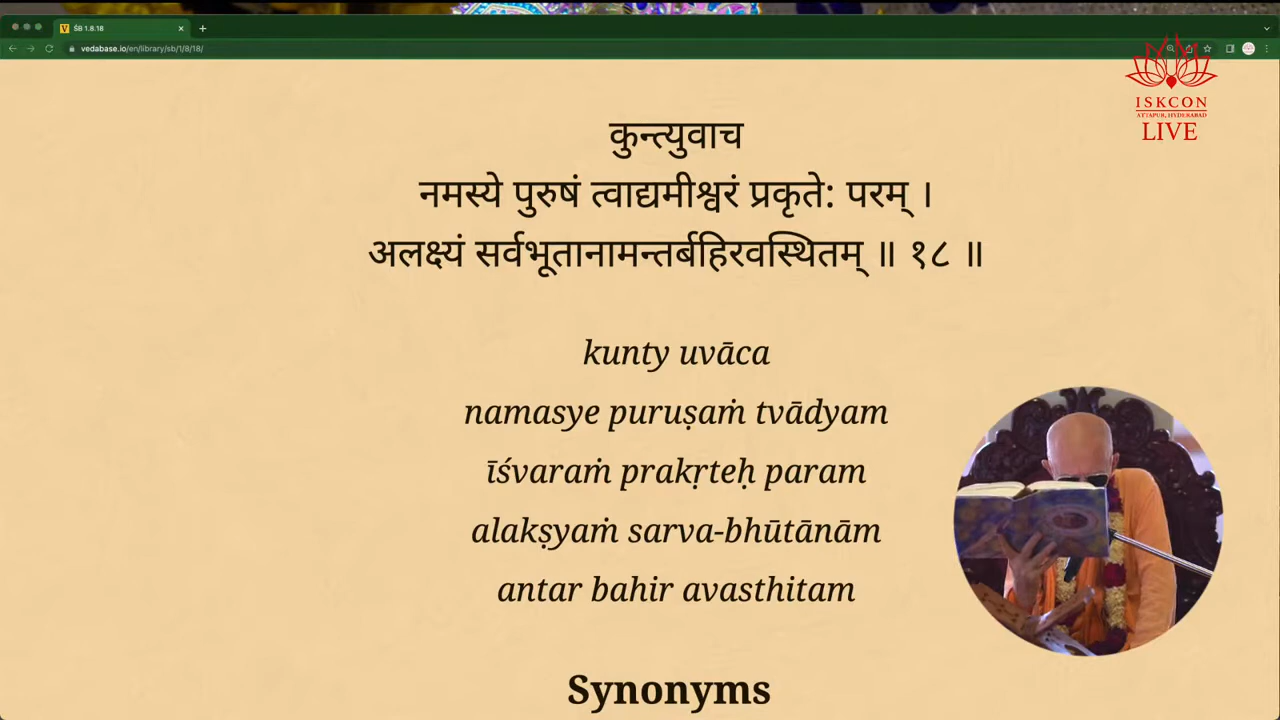 ŚB 1.8.18
vedabase.io/en/library/sb/1/8/18/
ISKCON
ATTAPUR, HYDERABAD
LIVE
कुन्त्युवाच
नमस्ये पुरुषं त्वाद्यमीश्वरं प्रकृते: परम् ।
अलक्ष्यं सर्वभूतानामन्तर्बहिरवस्थितम् ॥ १८ ॥
kunty uvāca
namasye puruṣaṁ tvādyam
īśvaraṁ prakṛteḥ param
alakṣyaṁ sarva-bhūtānām
antar bahir avasthitam
Synonyms